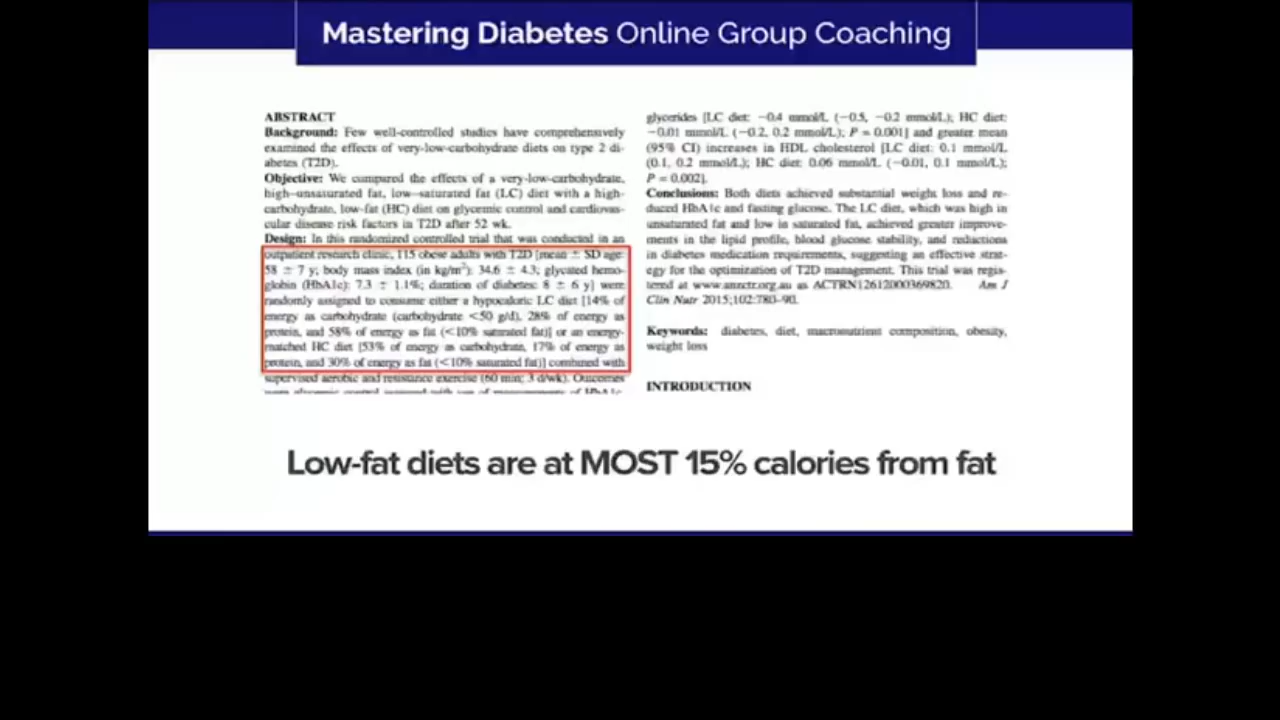 Mastering Diabetes Online Group Coaching
ABSTRACT
Background: Few well-controlled studies have comprehensively
examined the effects of very-low-carbohydrate diets on type 2 di-
abetes (T2D).
Objective: We compared the effects of a very-low-carbohydrate,
high–unsaturated fat, low–saturated fat (LC) diet with a high-
carbohydrate, low-fat (HC) diet on glycemic control and cardiovas-
cular disease risk factors in T2D after 52 wk.
Design: In this randomized controlled trial that was conducted in an
outpatient research clinic, 115 obese adults with T2D [mean ± SD age:
58 ± 7 y; body mass index (in kg/m²): 34.6 ± 4.3; glycated hemo-
globin (HbA1c): 7.3 ± 1.1%; duration of diabetes: 8 ± 6 y] were
randomly assigned to consume either a hypocaloric LC diet [14% of
energy as carbohydrate (carbohydrate <50 g/d), 28% of energy as
protein, and 58% of energy as fat (<10% saturated fat)] or an energy-
matched HC diet [53% of energy as carbohydrate, 17% of energy as
protein, and 30% of energy as fat (<10% saturated fat)] combined with
supervised aerobic and resistance exercise (60 min; 3 d/wk). Outcomes
were glycemic control assessed with use of measurements of HbA1c,
glycerides [LC diet: −0.4 mmol/L (−0.5, −0.2 mmol/L); HC diet:
−0.01 mmol/L (−0.2, 0.2 mmol/L); P = 0.001] and greater mean
(95% CI) increases in HDL cholesterol [LC diet: 0.1 mmol/L
(0.1, 0.2 mmol/L); HC diet: 0.06 mmol/L (−0.01, 0.1 mmol/L);
P = 0.002].
Conclusions: Both diets achieved substantial weight loss and re-
duced HbA1c and fasting glucose. The LC diet, which was high in
unsaturated fat and low in saturated fat, achieved greater improve-
ments in the lipid profile, blood glucose stability, and reductions
in diabetes medication requirements, suggesting an effective strat-
egy for the optimization of T2D management. This trial was regis-
tered at www.anzctr.org.au as ACTRN12612000369820. Am J
Clin Nutr 2015;102:780–90.
Keywords: diabetes, diet, macronutrient composition, obesity,
weight loss
INTRODUCTION
Low-fat diets are at MOST 15% calories from fat